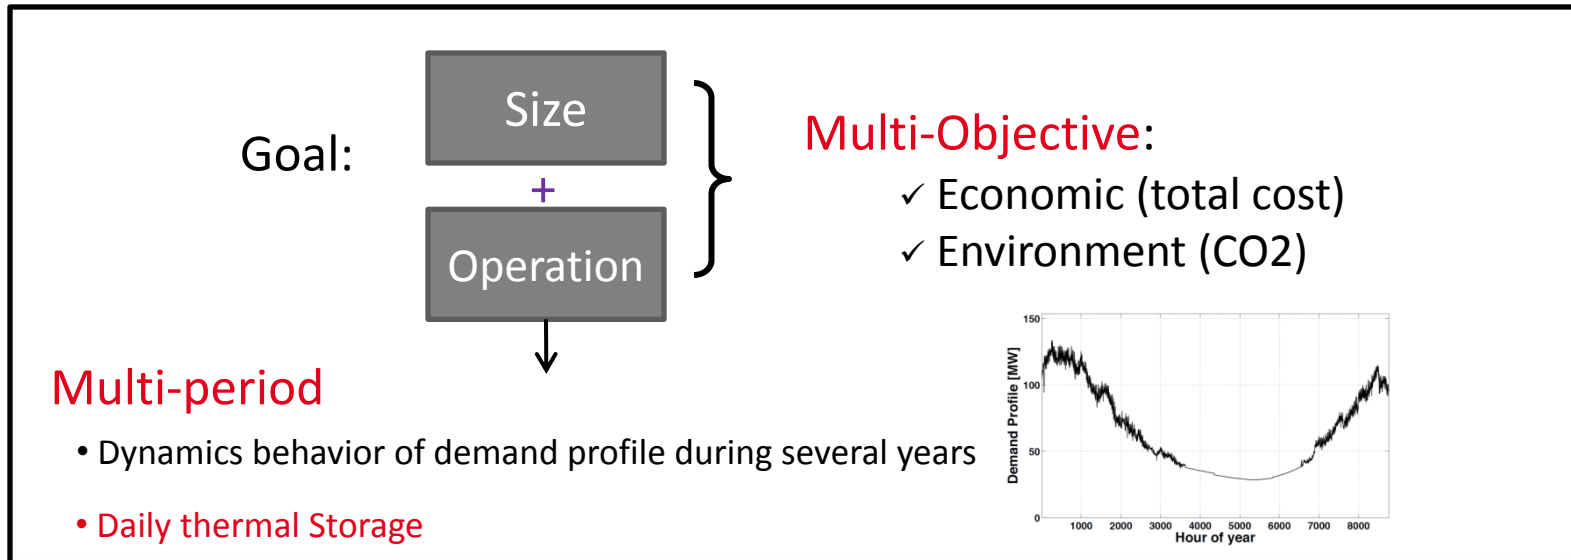 Goal:
Size
+
Operation
Multi-Objective:
✓ Economic (total cost)
✓ Environment (CO2)
Multi-period
• Dynamics behavior of demand profile during several years
• Daily thermal Storage
Demand Profile [MW]
150
100
50
0
1000 2000 3000 4000 5000 6000 7000 8000
Hour of year